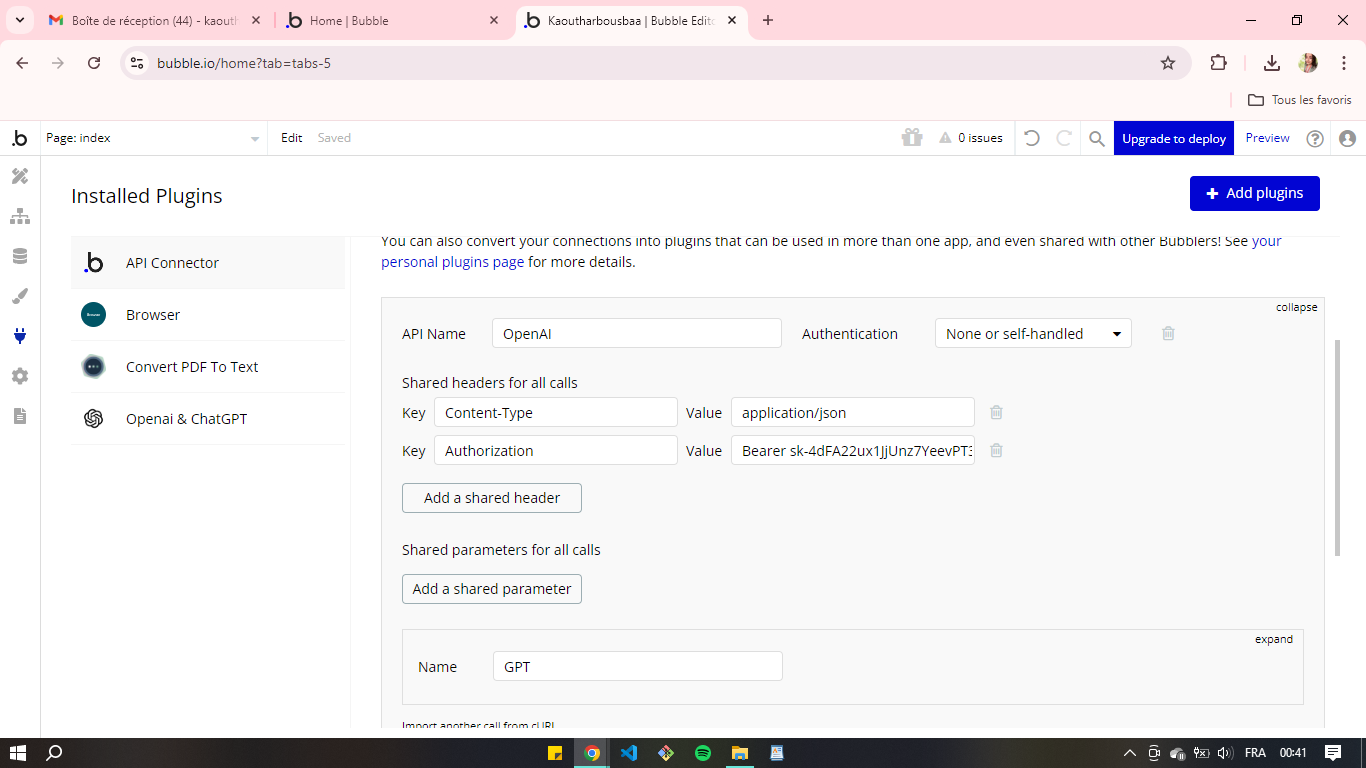 Boîte de réception (44) - kaouth
Home | Bubble
Kaoutharbousbaa | Bubble Edito
bubble.io/home?tab=tabs-5
Tous les favoris
Page: index
Edit
Saved
0 issues
Upgrade to deploy
Preview
Installed Plugins
Add plugins
API Connector
Browser
Convert PDF To Text
Openai & ChatGPT
You can also convert your connections into plugins that can be used in more than one app, and even shared with other Bubblers! See your
personal plugins page for more details.
collapse
API Name
OpenAI
Authentication
None or self-handled
Shared headers for all calls
Key
Content-Type
Value
application/json
Key
Authorization
Value
Bearer sk-4dFA22ux1JjUnz7YeevPT3
Add a shared header
Shared parameters for all calls
Add a shared parameter
expand
Name
GPT
Import another call from cURL
FRA
00:41